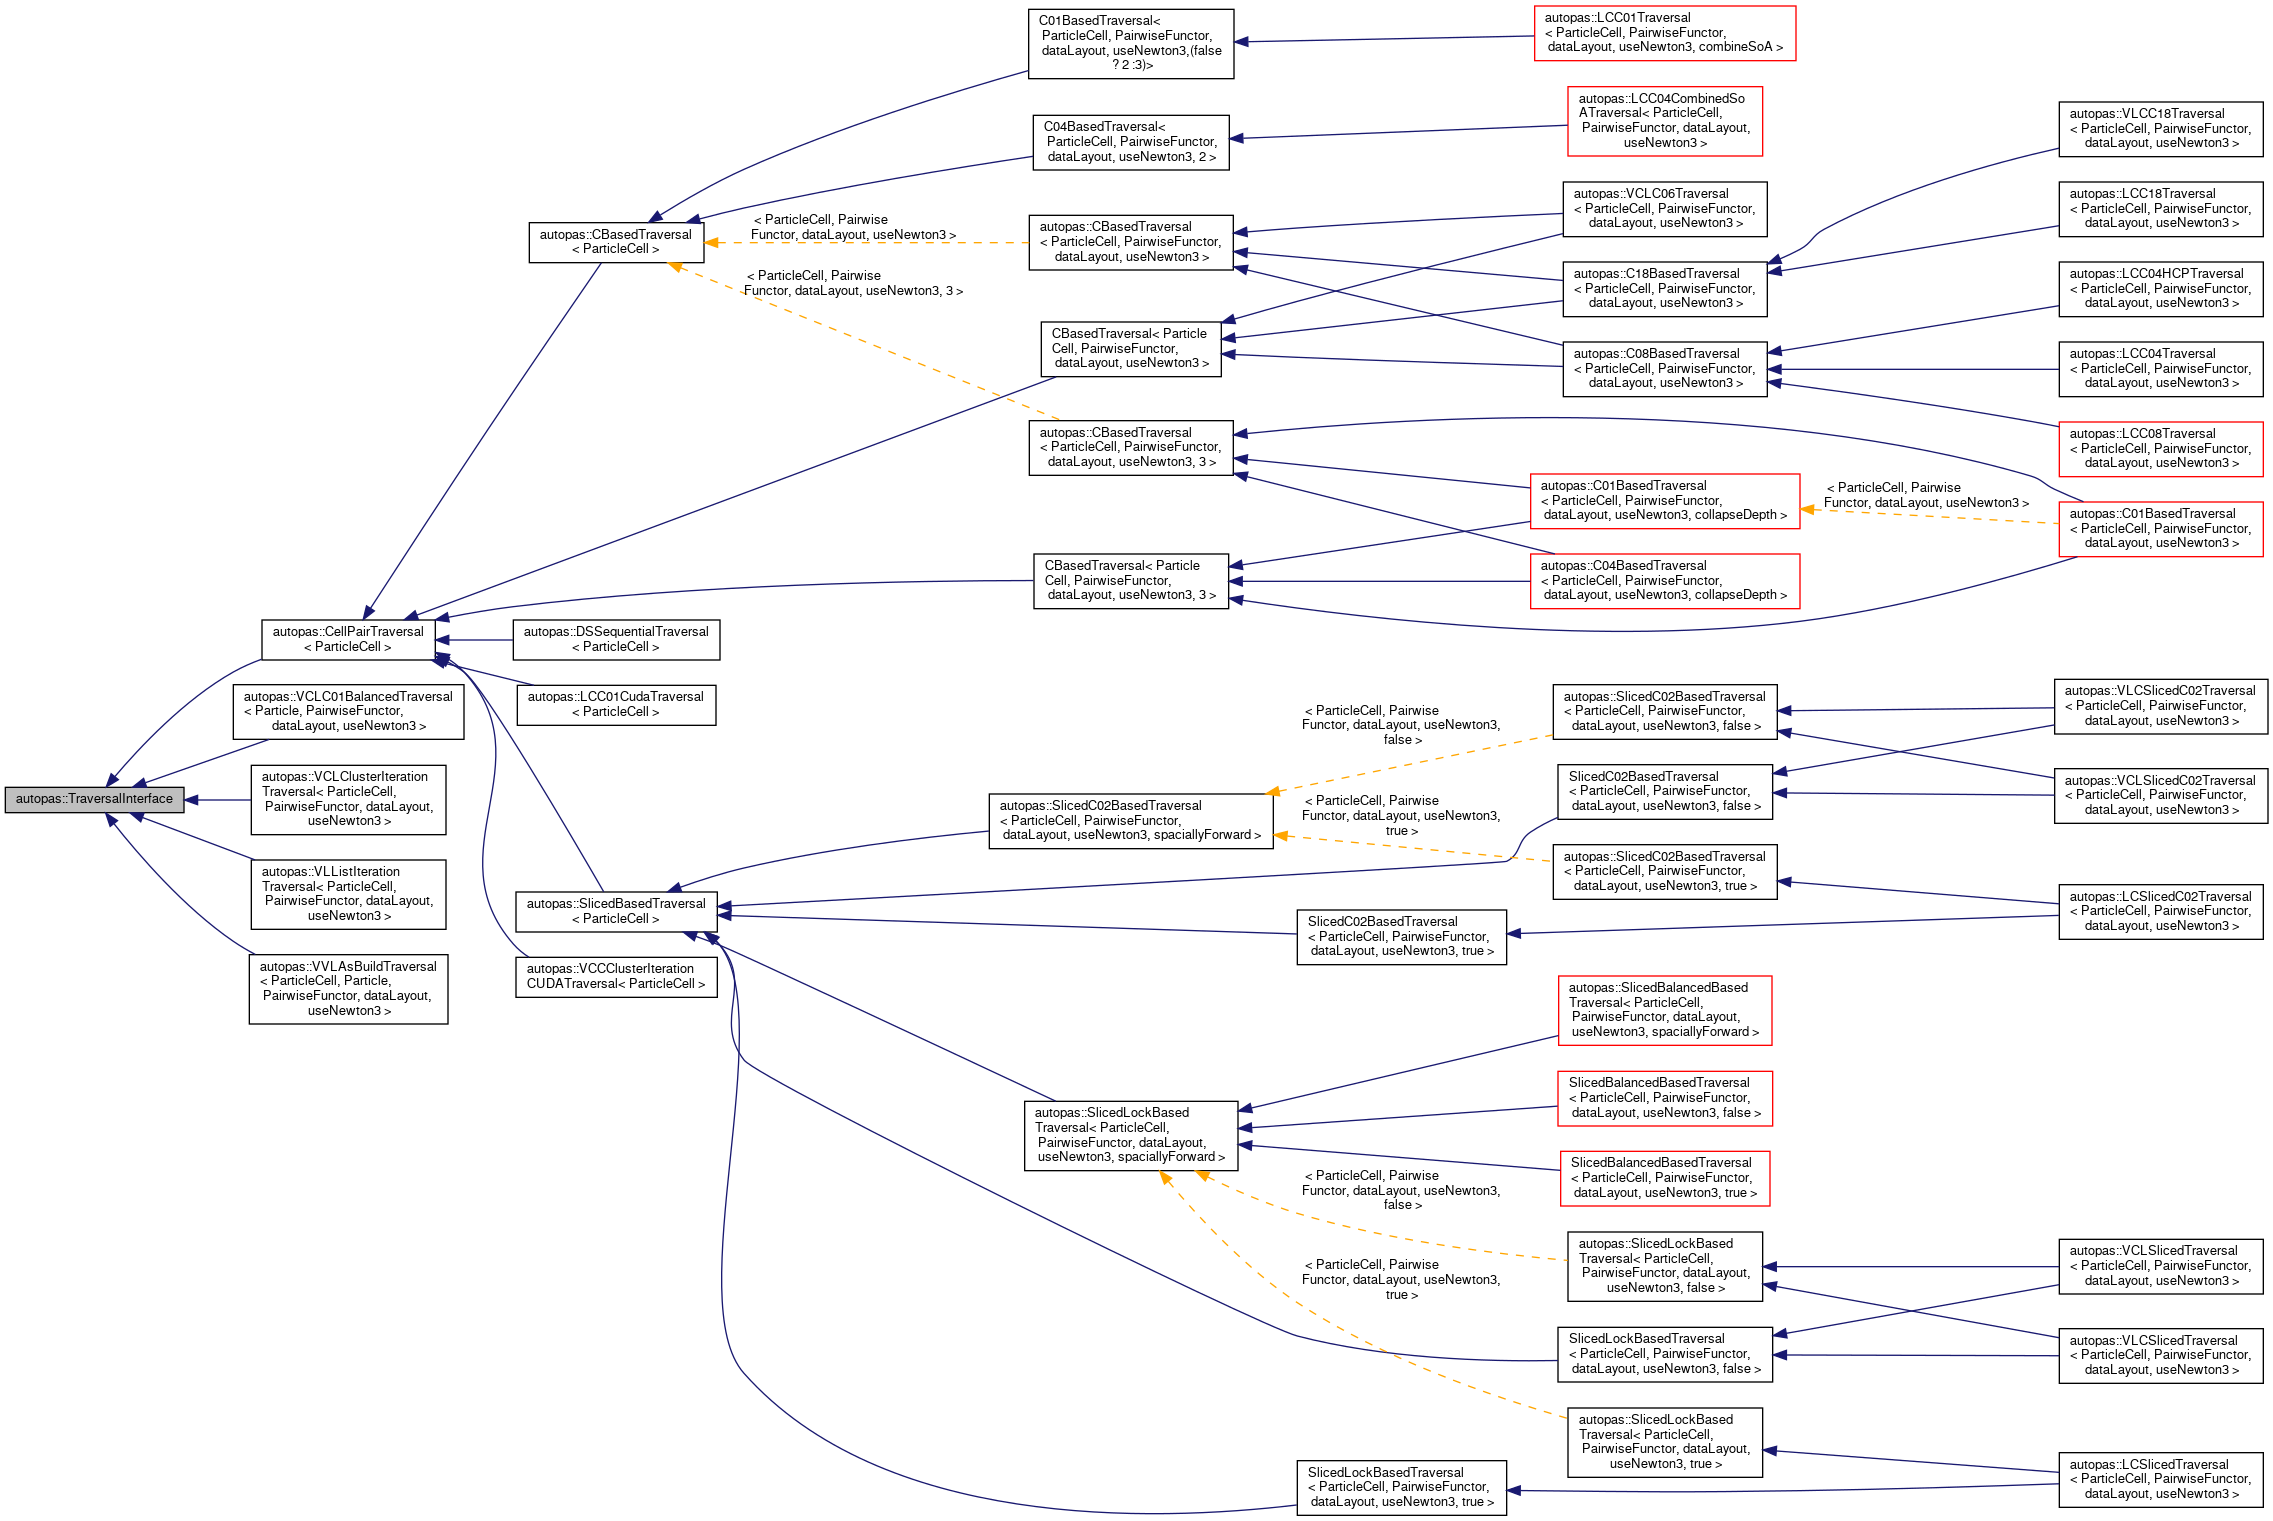 autopas::TraversalInterface
autopas::CellPairTraversal
< ParticleCell >
autopas::VCLC01BalancedTraversal
< Particle, PairwiseFunctor,
dataLayout, useNewton3 >
autopas::VCLClusterIteration
Traversal< ParticleCell,
PairwiseFunctor, dataLayout,
useNewton3 >
autopas::VLListIteration
Traversal< ParticleCell,
PairwiseFunctor, dataLayout,
useNewton3 >
autopas::VVLAsBuildTraversal
< ParticleCell, Particle,
PairwiseFunctor, dataLayout,
useNewton3 >
autopas::CBasedTraversal
< ParticleCell >
autopas::DSSequentialTraversal
< ParticleCell >
autopas::LCC01CudaTraversal
< ParticleCell >
autopas::SlicedBasedTraversal
< ParticleCell >
autopas::VCCClusterIteration
CUDATraversal< ParticleCell >
< ParticleCell, Pairwise
Functor, dataLayout, useNewton3 >
< ParticleCell, Pairwise
Functor, dataLayout, useNewton3, 3 >
C01BasedTraversal<
ParticleCell, PairwiseFunctor,
dataLayout, useNewton3,(false
? 2 :3)>
C04BasedTraversal<
ParticleCell, PairwiseFunctor,
dataLayout, useNewton3, 2 >
autopas::CBasedTraversal
< ParticleCell, PairwiseFunctor,
dataLayout, useNewton3 >
CBasedTraversal< Particle
Cell, PairwiseFunctor,
dataLayout, useNewton3 >
autopas::CBasedTraversal
< ParticleCell, PairwiseFunctor,
dataLayout, useNewton3, 3 >
CBasedTraversal< Particle
Cell, PairwiseFunctor,
dataLayout, useNewton3, 3 >
autopas::SlicedC02BasedTraversal
< ParticleCell, PairwiseFunctor,
dataLayout, useNewton3, spaciallyForward >
autopas::SlicedLockBased
Traversal< ParticleCell,
PairwiseFunctor, dataLayout,
useNewton3, spaciallyForward >
< ParticleCell, Pairwise
Functor, dataLayout, useNewton3,
false >
< ParticleCell, Pairwise
Functor, dataLayout, useNewton3,
true >
SlicedC02BasedTraversal
< ParticleCell, PairwiseFunctor,
dataLayout, useNewton3, true >
< ParticleCell, Pairwise
Functor, dataLayout, useNewton3,
false >
< ParticleCell, Pairwise
Functor, dataLayout, useNewton3,
true >
SlicedLockBasedTraversal
< ParticleCell, PairwiseFunctor,
dataLayout, useNewton3, true >
autopas::LCC01Traversal
< ParticleCell, PairwiseFunctor,
dataLayout, useNewton3, combineSoA >
autopas::LCC04CombinedSo
ATraversal< ParticleCell,
PairwiseFunctor, dataLayout,
useNewton3 >
autopas::VCLC06Traversal
< ParticleCell, PairwiseFunctor,
dataLayout, useNewton3 >
autopas::C18BasedTraversal
< ParticleCell, PairwiseFunctor,
dataLayout, useNewton3 >
autopas::C08BasedTraversal
< ParticleCell, PairwiseFunctor,
dataLayout, useNewton3 >
autopas::C01BasedTraversal
< ParticleCell, PairwiseFunctor,
dataLayout, useNewton3, collapseDepth >
autopas::C04BasedTraversal
< ParticleCell, PairwiseFunctor,
dataLayout, useNewton3, collapseDepth >
autopas::SlicedC02BasedTraversal
< ParticleCell, PairwiseFunctor,
dataLayout, useNewton3, false >
SlicedC02BasedTraversal
< ParticleCell, PairwiseFunctor,
dataLayout, useNewton3, false >
autopas::SlicedC02BasedTraversal
< ParticleCell, PairwiseFunctor,
dataLayout, useNewton3, true >
autopas::SlicedBalancedBased
Traversal< ParticleCell,
PairwiseFunctor, dataLayout,
useNewton3, spaciallyForward >
SlicedBalancedBasedTraversal
< ParticleCell, PairwiseFunctor,
dataLayout, useNewton3, false >
SlicedBalancedBasedTraversal
< ParticleCell, PairwiseFunctor,
dataLayout, useNewton3, true >
autopas::SlicedLockBased
Traversal< ParticleCell,
PairwiseFunctor, dataLayout,
useNewton3, false >
SlicedLockBasedTraversal
< ParticleCell, PairwiseFunctor,
dataLayout, useNewton3, false >
autopas::SlicedLockBased
Traversal< ParticleCell,
PairwiseFunctor, dataLayout,
useNewton3, true >
< ParticleCell, Pairwise
Functor, dataLayout, useNewton3 >
autopas::VLCC18Traversal
< ParticleCell, PairwiseFunctor,
dataLayout, useNewton3 >
autopas::LCC18Traversal
< ParticleCell, PairwiseFunctor,
dataLayout, useNewton3 >
autopas::LCC04HCPTraversal
< ParticleCell, PairwiseFunctor,
dataLayout, useNewton3 >
autopas::LCC04Traversal
< ParticleCell, PairwiseFunctor,
dataLayout, useNewton3 >
autopas::LCC08Traversal
< ParticleCell, PairwiseFunctor,
dataLayout, useNewton3 >
autopas::C01BasedTraversal
< ParticleCell, PairwiseFunctor,
dataLayout, useNewton3 >
autopas::VLCSlicedC02Traversal
< ParticleCell, PairwiseFunctor,
dataLayout, useNewton3 >
autopas::VCLSlicedC02Traversal
< ParticleCell, PairwiseFunctor,
dataLayout, useNewton3 >
autopas::LCSlicedC02Traversal
< ParticleCell, PairwiseFunctor,
dataLayout, useNewton3 >
autopas::VCLSlicedTraversal
< ParticleCell, PairwiseFunctor,
dataLayout, useNewton3 >
autopas::VLCSlicedTraversal
< ParticleCell, PairwiseFunctor,
dataLayout, useNewton3 >
autopas::LCSlicedTraversal
< ParticleCell, PairwiseFunctor,
dataLayout, useNewton3 >